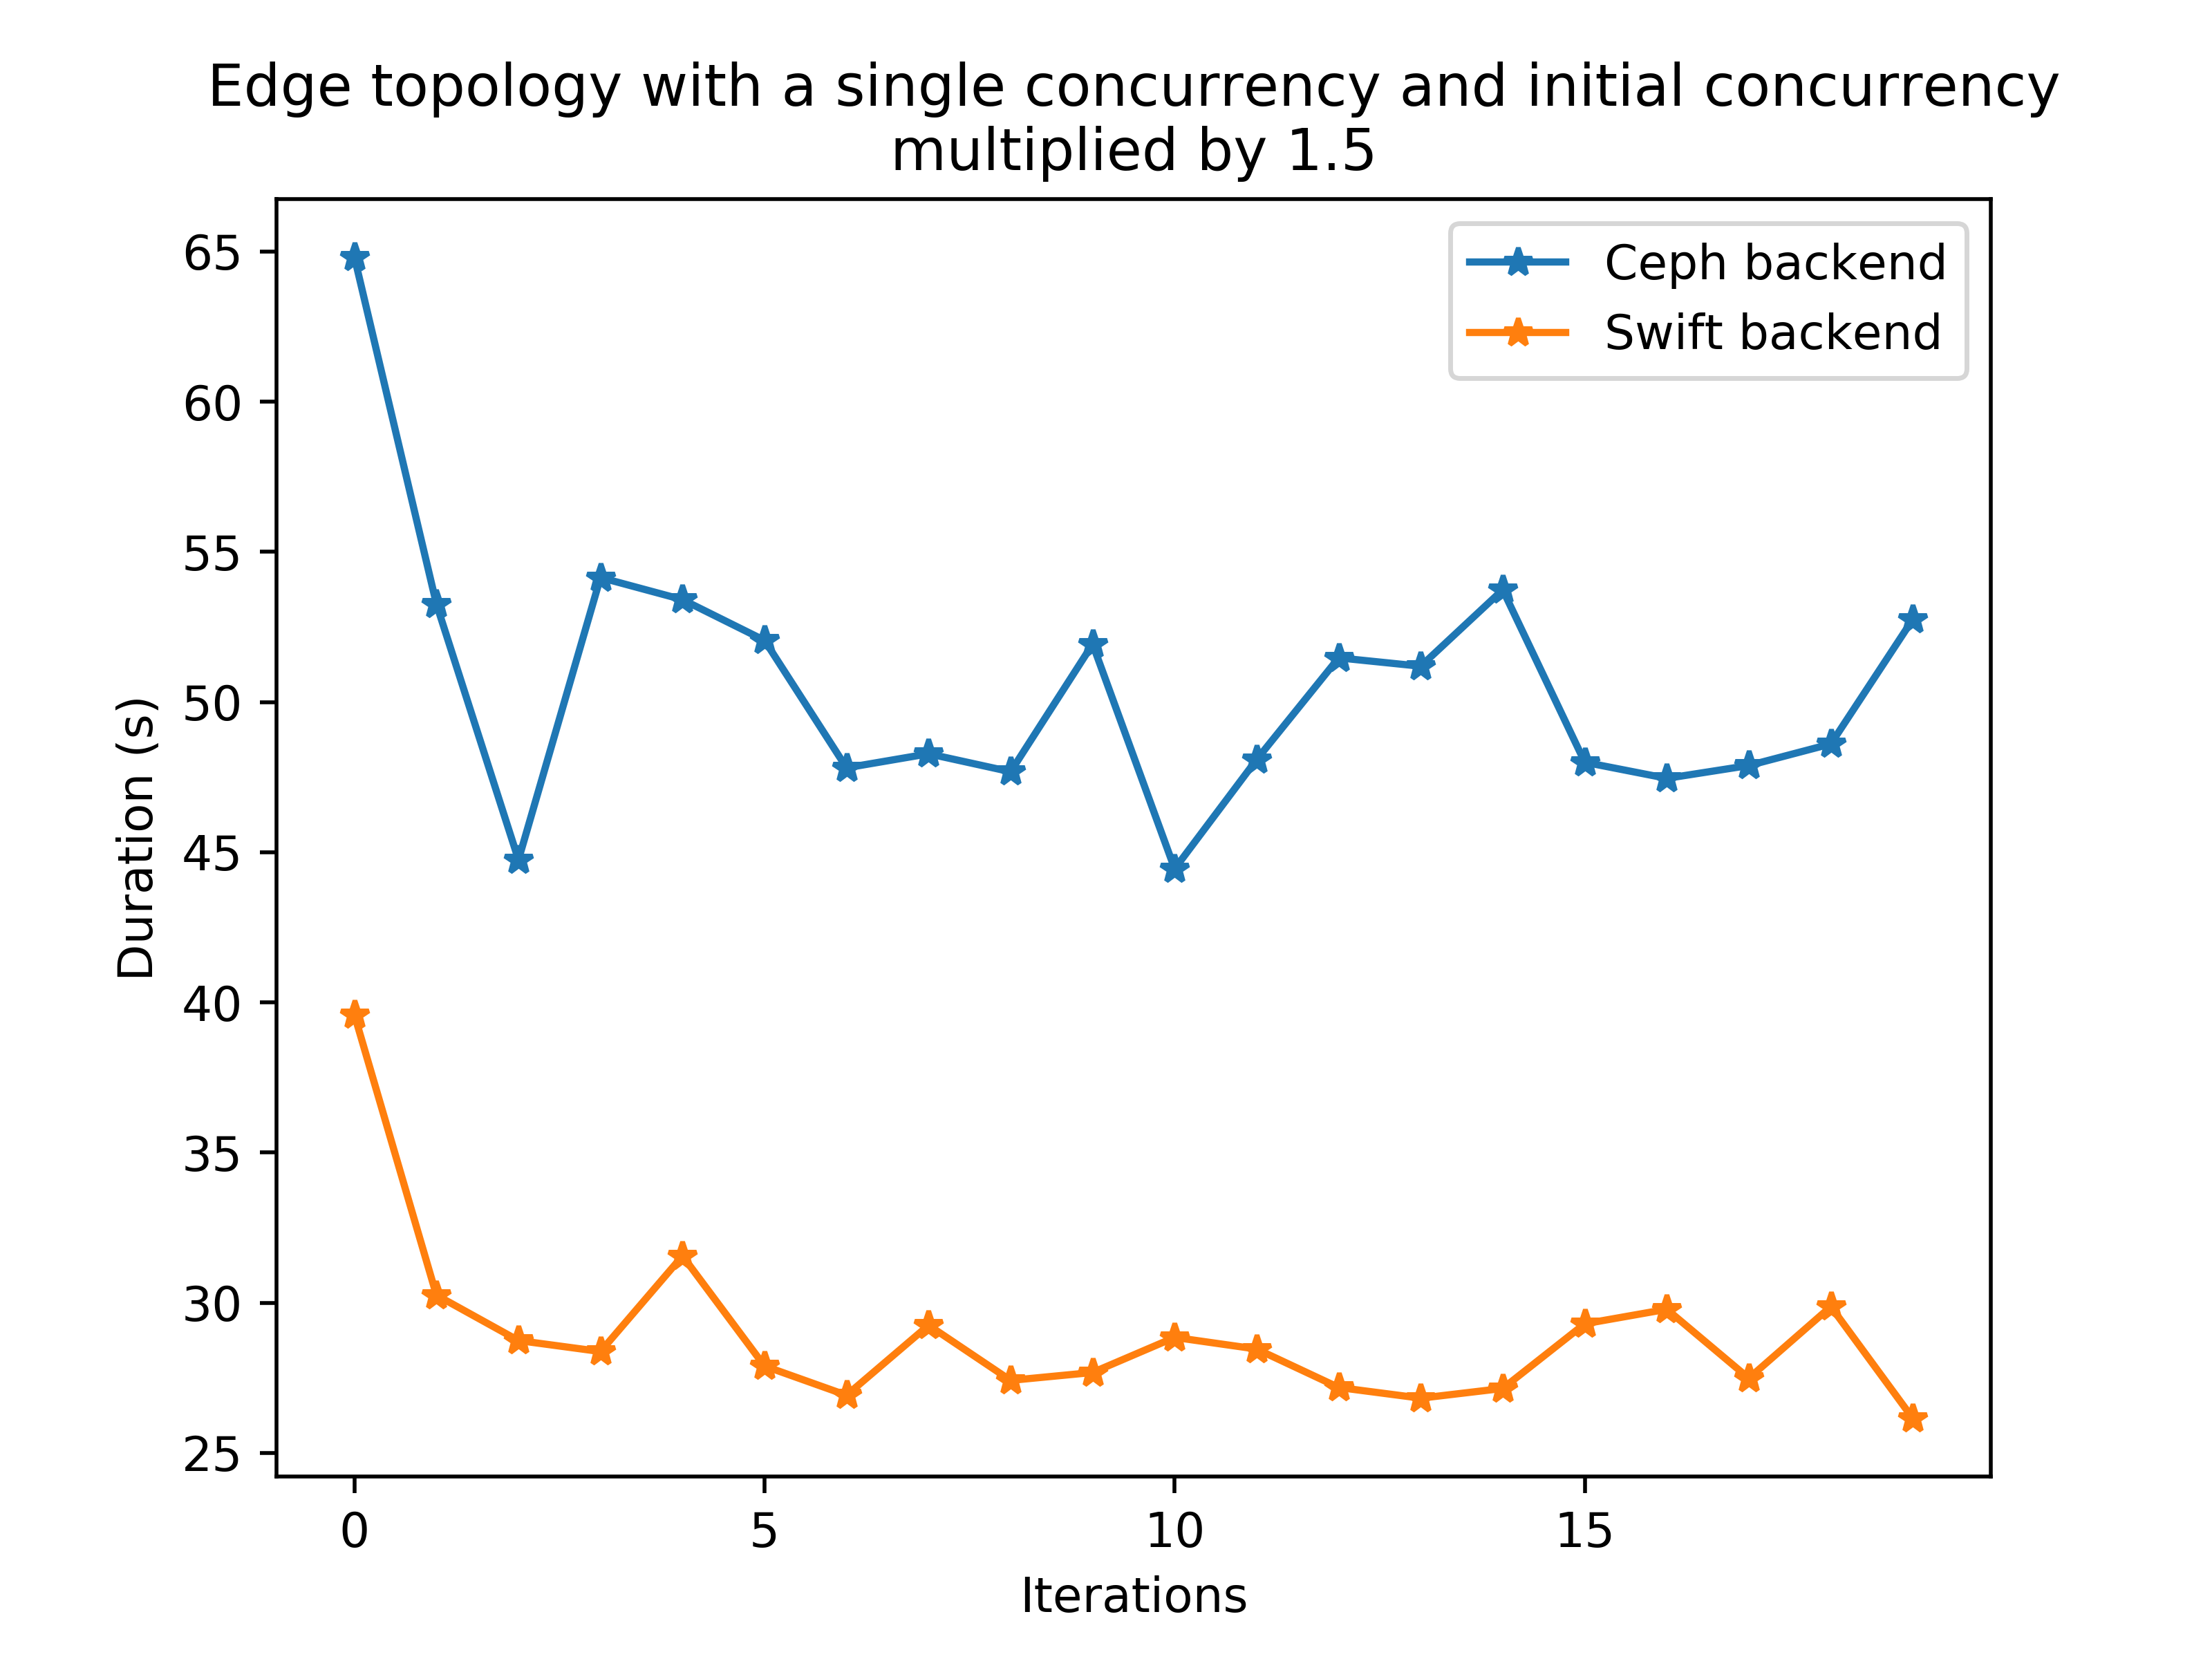 Edge topology with a single concurrency and initial concurrency
multiplied by 1.5
Ceph backend
Swift backend
65
60
55
50
45
40
35
30
25
Duration (s)
0 5 10 15
Iterations